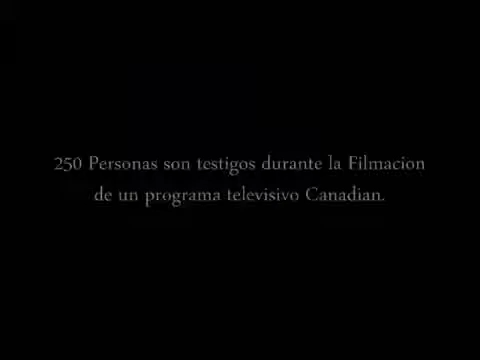 250 Personas son testigos durante la Filmacion
de un programa televisivo Canadian.